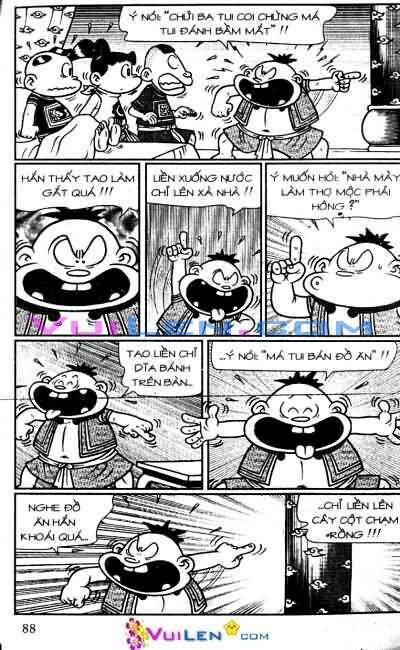 Ý NÓI: "CHỬI BA TUI COI CHỪNG MÁ
TUI ĐÁNH BẦM MẮT" !!
HẮN THẤY TAO LÀM
GẮT QUÁ !!!
LIỀN XUỐNG NƯỚC
CHỈ LÊN XÀ NHÀ !!
Ý MUỐN HỎI: "NHÀ MÀY
LÀM THỢ MỘC PHẢI
HÔNG ?"
VUILEN.COM
TAO LIỀN CHỈ
DĨA BÁNH
TRÊN BÀN...
...Ý NÓI: "MÁ TUI BÁN ĐỒ ĂN" !!
NGHE ĐỒ
ĂN HẮN
KHOÁI QUÁ...
...CHỈ LIỀN LÊN
CÂY CỘT CHẠM
RỒNG !!!
88
VUILEN.COM